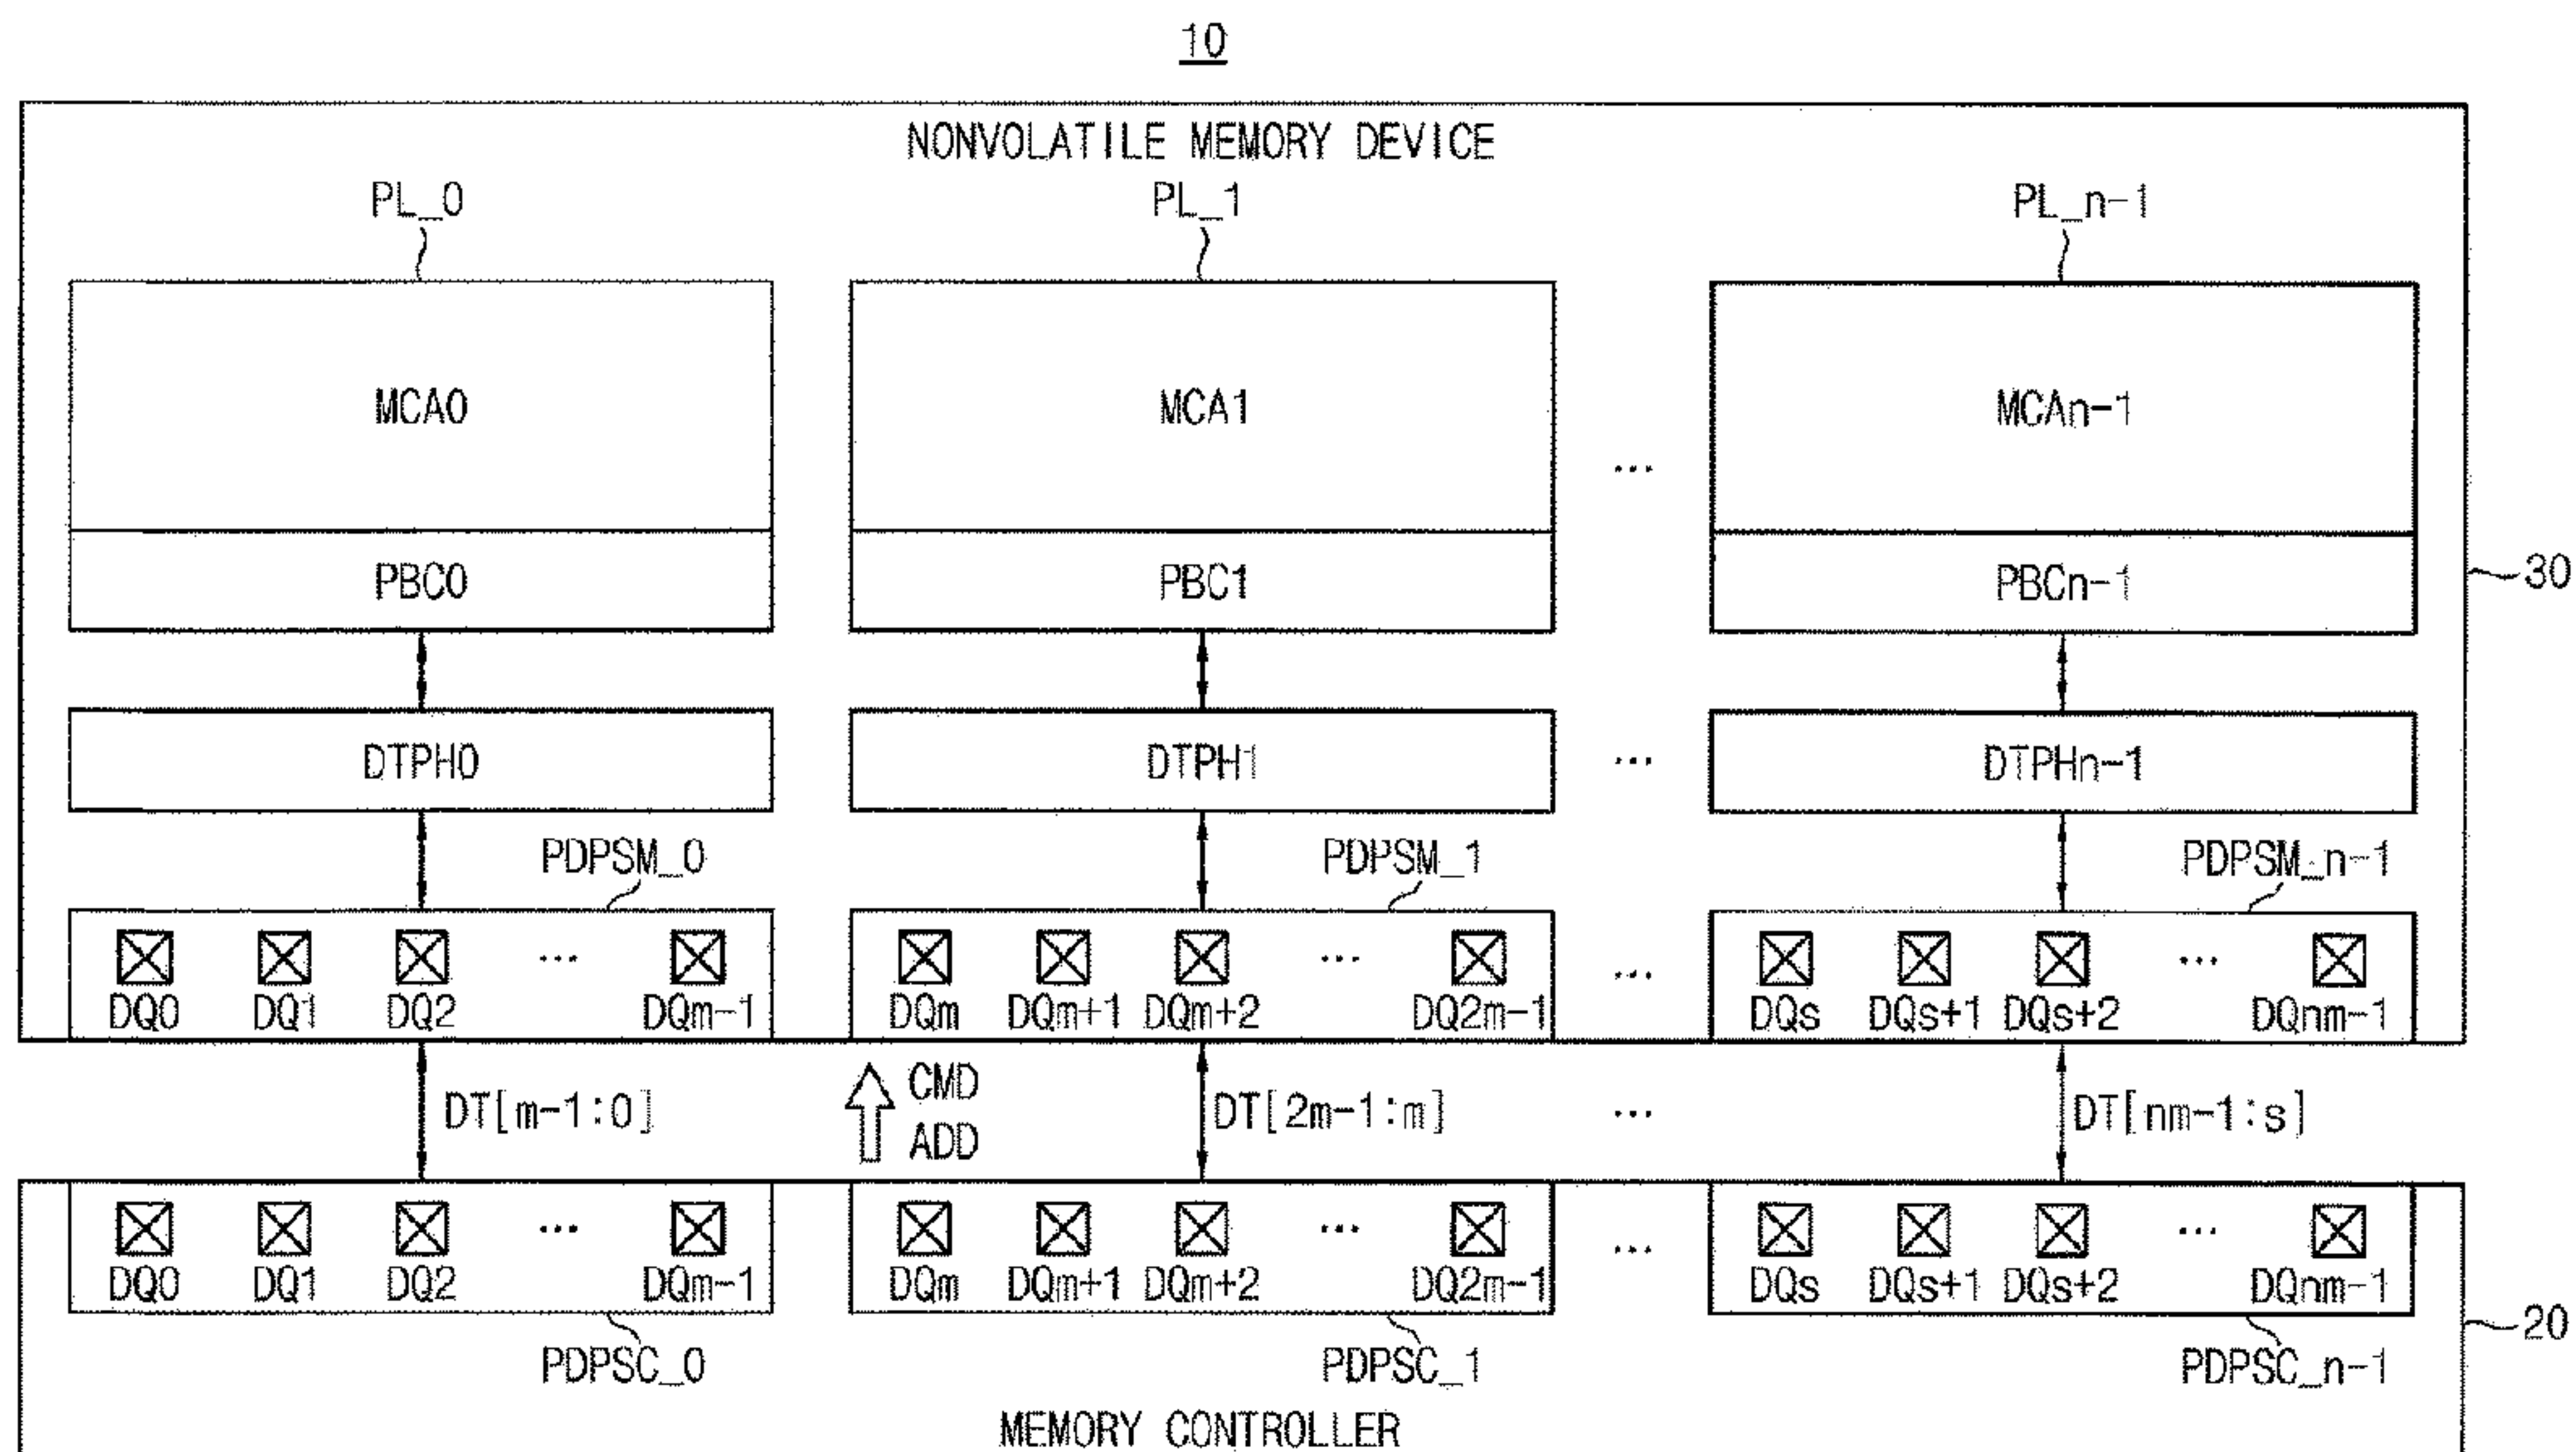 10
NONVOLATILE MEMORY DEVICE
PL_0 PL_1 PL_n-1
MCA0 MCA1 ... MCAn-1
PBC0 PBC1 PBCn-1
30
DTPH0 DTPH1 ... DTPHn-1
PDPSM_0 PDPSM_1 PDPSM_n-1
... ... ... ...
DQ0 DQ1 DQ2 DQm-1 DQm DQm+1 DQm+2 DQ2m-1 DQs DQs+1 DQs+2 DQnm-1
DT[m-1:0] CMD ADD DT[2m-1:m] ... DT[nm-1:s]
... ... ... ...
DQ0 DQ1 DQ2 DQm-1 DQm DQm+1 DQm+2 DQ2m-1 DQs DQs+1 DQs+2 DQnm-1
20
PDPSC_0 PDPSC_1 PDPSC_n-1
MEMORY CONTROLLER